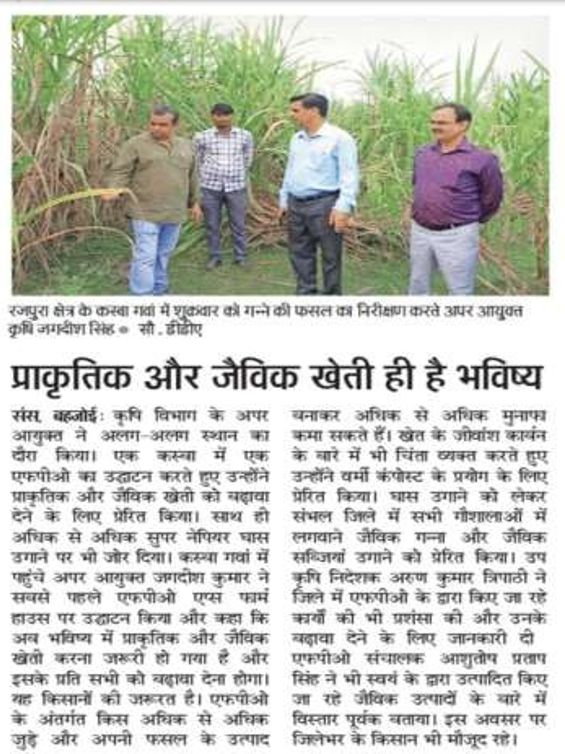 रजपुरा क्षेत्र के कस्बा गवां में शुक्रवार को गन्ने की फसल का निरीक्षण करते अपर आयुक्त
कृषि जगदीश सिंह ● सौ. डीडीए
प्राकृतिक और जैविक खेती ही है भविष्य
संस, बहजोई: कृषि विभाग के अपर
आयुक्त ने अलग-अलग स्थान का
दौरा किया। एक कस्बा में एक
एफपीओ का उद्घाटन करते हुए उन्होंने
प्राकृतिक और जैविक खेती को बढ़ावा
देने के लिए प्रेरित किया। साथ ही
अधिक से अधिक सुपर नेपियर घास
उगाने पर भी जोर दिया। कस्बा गवां में
पहुंचे अपर आयुक्त जगदीश कुमार ने
सबसे पहले एफपीओ एप्स फार्म
हाउस पर उद्घाटन किया और कहा कि
अब भविष्य में प्राकृतिक और जैविक
खेती करना जरूरी हो गया है और
इसके प्रति सभी को बढ़ावा देना होगा।
यह किसानों की जरूरत है। एफपीओ
के अंतर्गत किस अधिक से अधिक
जुड़े और अपनी फसल के उत्पाद
बनाकर अधिक से अधिक मुनाफा
कमा सकते हैं। खेत के जीवांश कार्बन
के बारे में भी चिंता व्यक्त करते हुए
उन्होंने वर्मी कंपोस्ट के प्रयोग के लिए
प्रेरित किया। घास उगाने को लेकर
संभल जिले में सभी गौशालाओं में
लगवाने जैविक गन्ना और जैविक
सब्जियां उगाने को प्रेरित किया। उप
कृषि निदेशक अरुण कुमार त्रिपाठी ने
जिले में एफपीओ के द्वारा किए जा रहे
कार्यों की भी प्रशंसा की और उनके
बढ़ावा देने के लिए जानकारी दी
एफपीओ संचालक आशुतोष प्रताप
सिंह ने भी स्वयं के द्वारा उत्पादित किए
जा रहे जैविक उत्पादों के बारे में
विस्तार पूर्वक बताया। इस अवसर पर
जिलेभर के किसान भी मौजूद रहे।